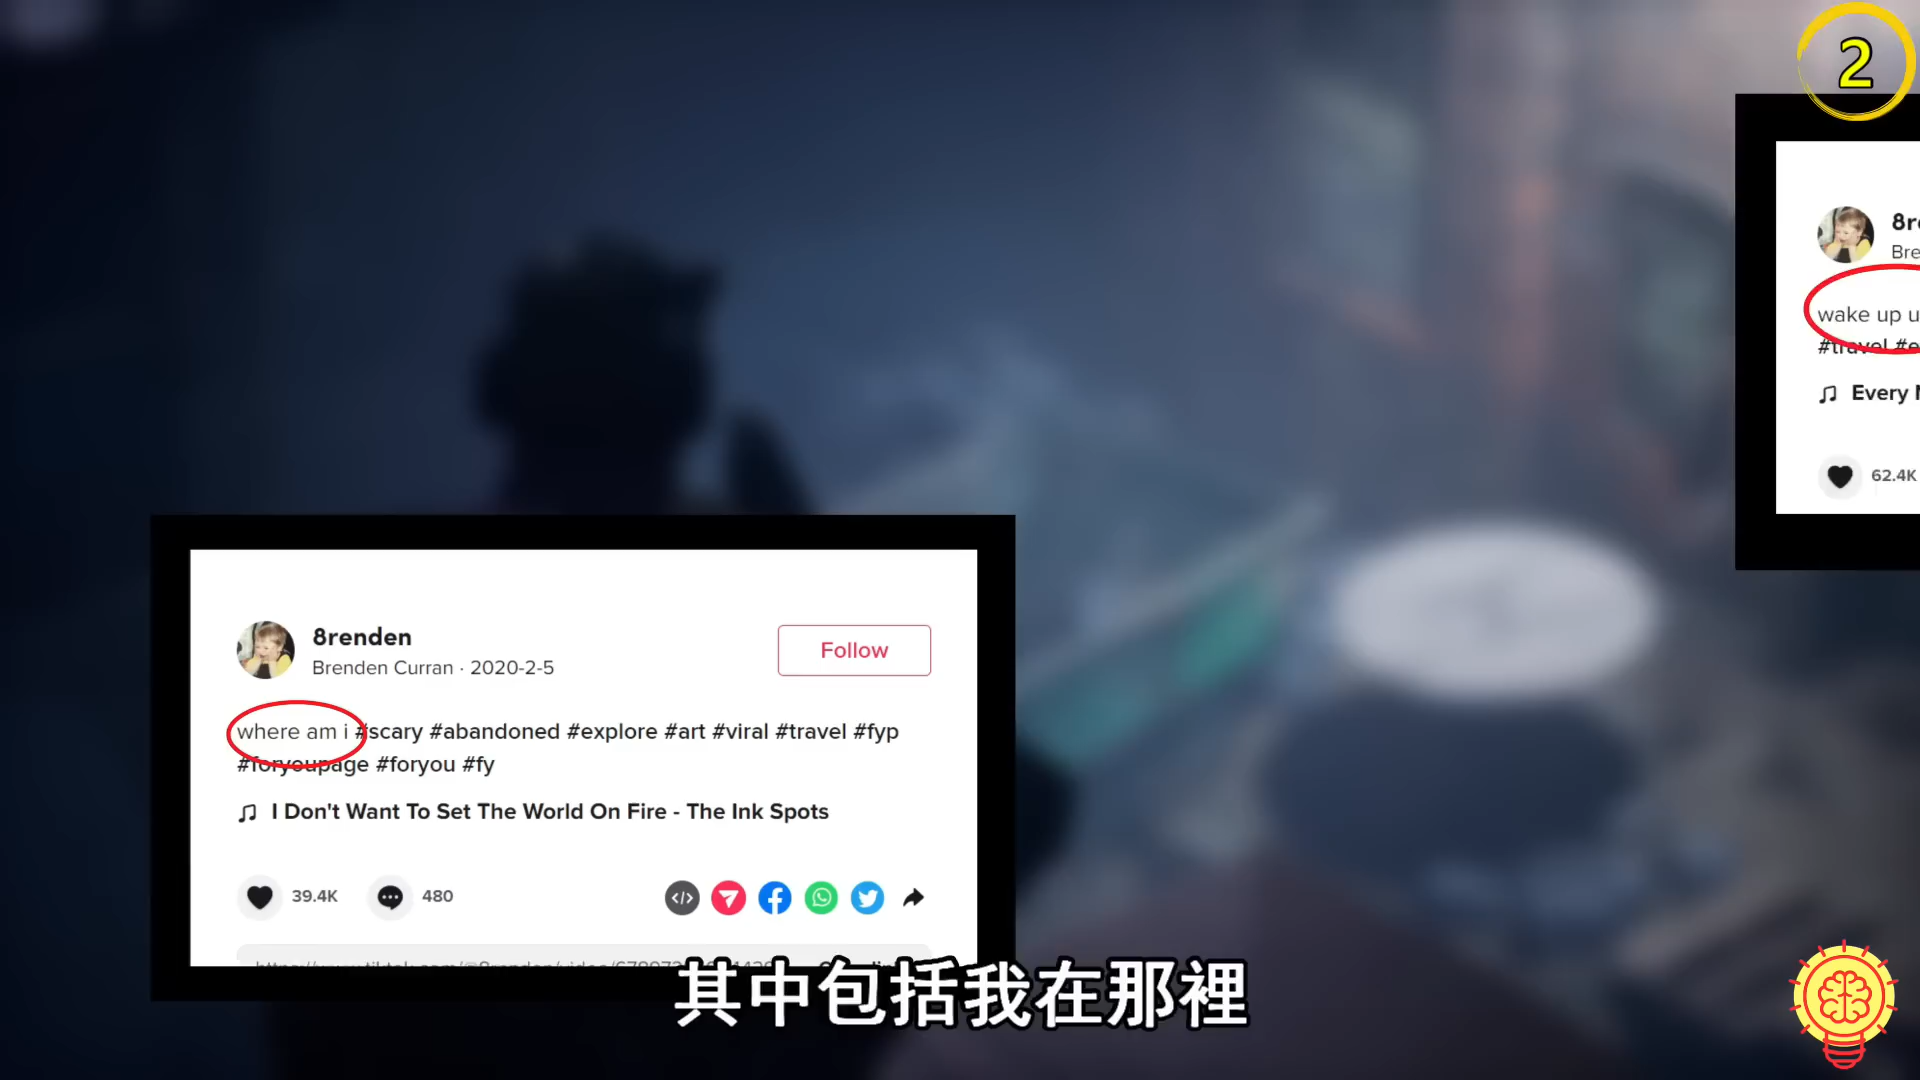 2
8renden
Brenden Curran · 2020-2-5
Follow
where am i #scary #abandoned #explore #art #viral #travel #fyp
#foryoupage #foryou #fy
I Don't Want To Set The World On Fire - The Ink Spots
39.4K
480
wake up
#travel
Every
62.4K
其中包括我在那裡